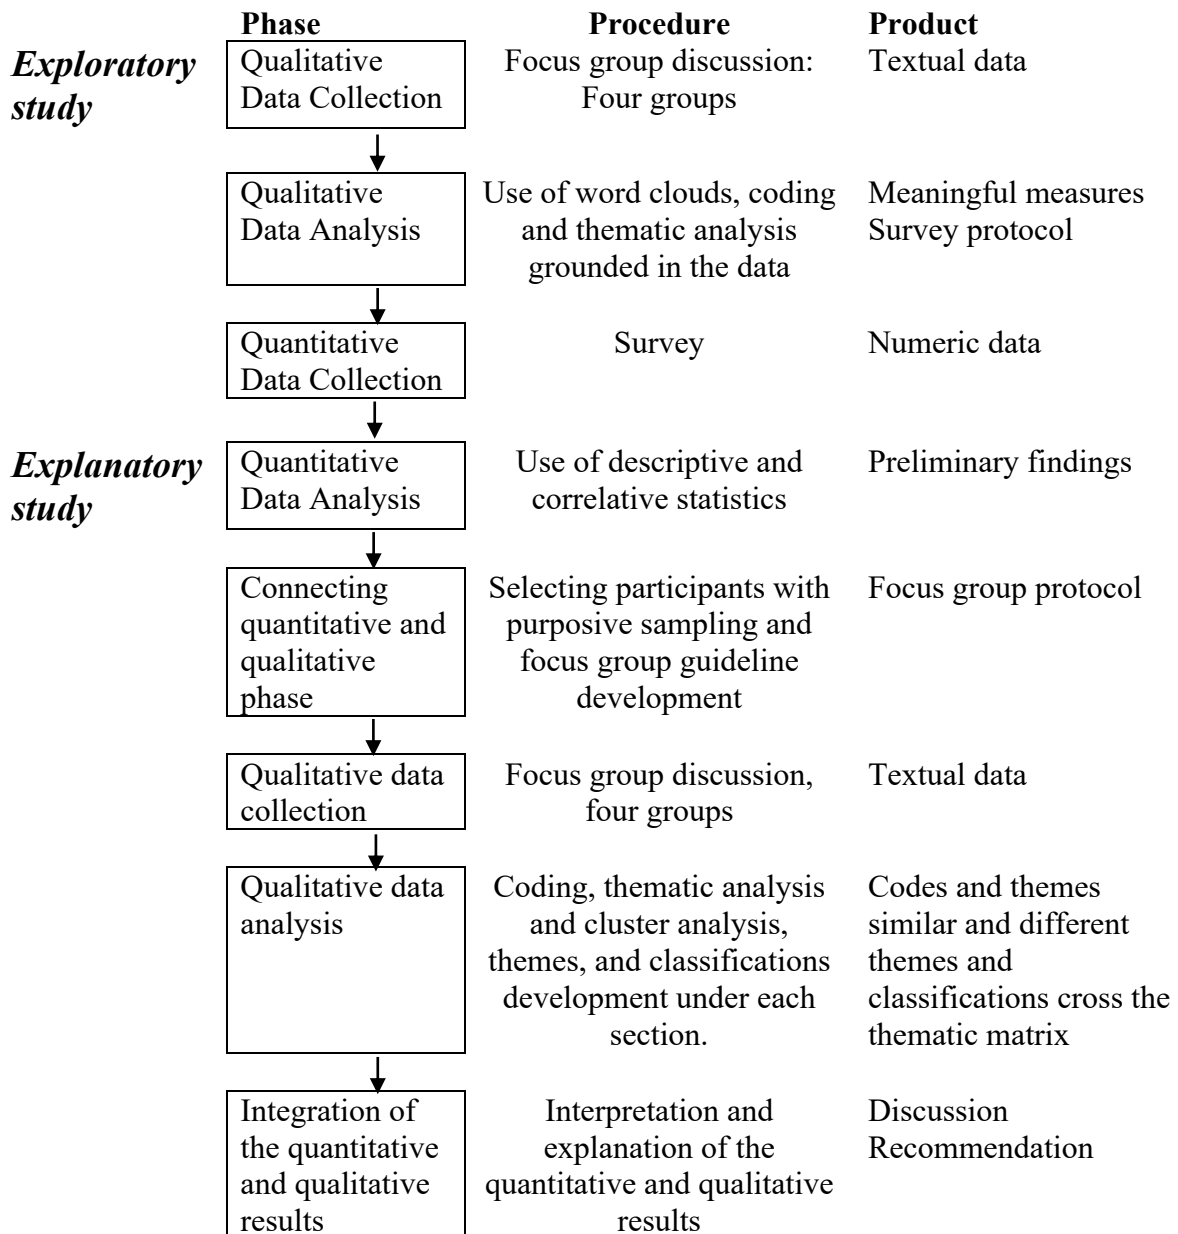 Phase Procedure Product
Exploratory
study
Qualitative
Data Collection
Focus group discussion:
Four groups
Textual data
Qualitative
Data Analysis
Use of word clouds, coding
and thematic analysis
grounded in the data
Meaningful measures
Survey protocol
Quantitative
Data Collection
Survey
Numeric data
Explanatory
study
Quantitative
Data Analysis
Use of descriptive and
correlative statistics
Preliminary findings
Connecting
quantitative and
qualitative
phase
Selecting participants with
purposive sampling and
focus group guideline
development
Focus group protocol
Qualitative data
collection
Focus group discussion,
four groups
Textual data
Qualitative data
analysis
Coding, thematic analysis
and cluster analysis,
themes, and classifications
development under each
section.
Codes and themes
similar and different
themes and
classifications cross the
thematic matrix
Integration of
the quantitative
and qualitative
results
Interpretation and
explanation of the
quantitative and qualitative
results
Discussion
Recommendation